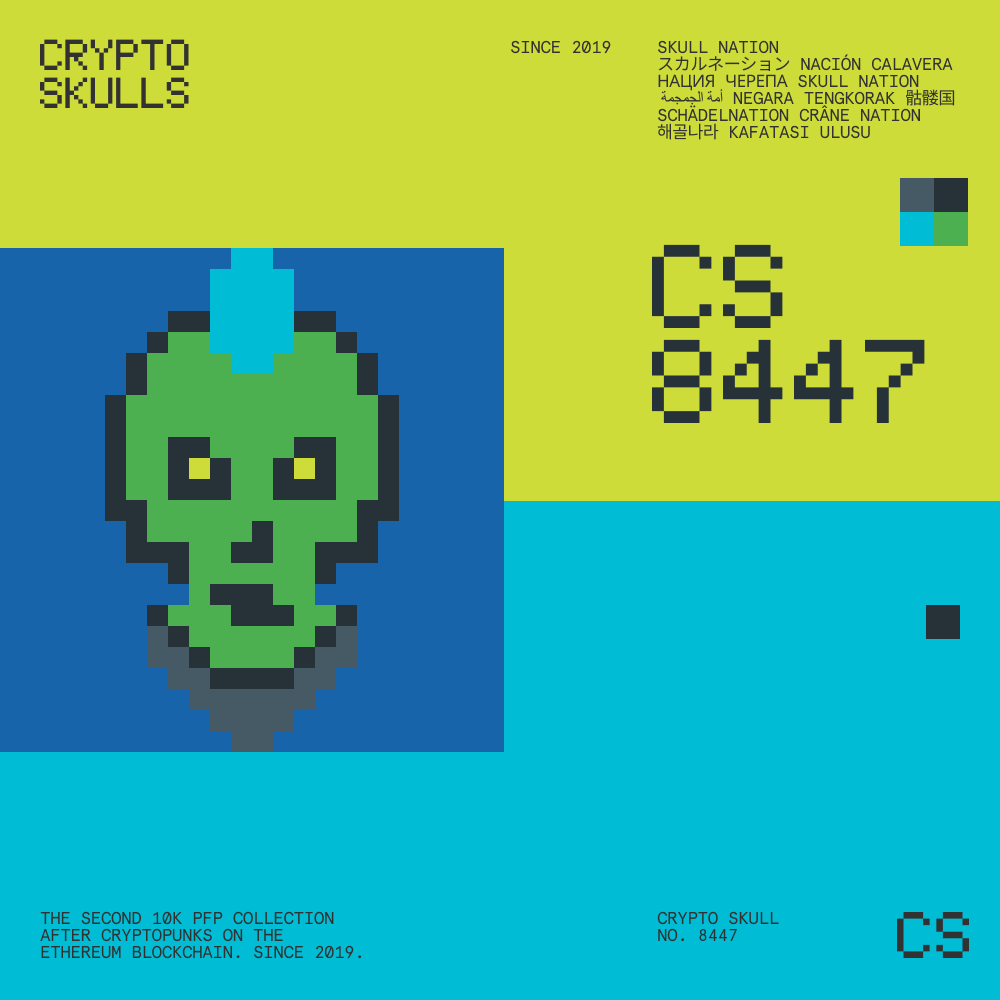 CRYPTO
SKULLS
SINCE 2019
SKULL NATION
スカルネーション NACIÓN CALAVERA
НАЦИЯ ЧЕРЕПА SKULL NATION
أمة الجمجمة NEGARA TENGKORAK 骷髅国
SCHÄDELNATION CRÂNE NATION
해골나라 KAFATASI ULUSU
CS
8447
THE SECOND 10K PFP COLLECTION
AFTER CRYPTOPUNKS ON THE
ETHEREUM BLOCKCHAIN. SINCE 2019.
CRYPTO SKULL
NO. 8447
CS